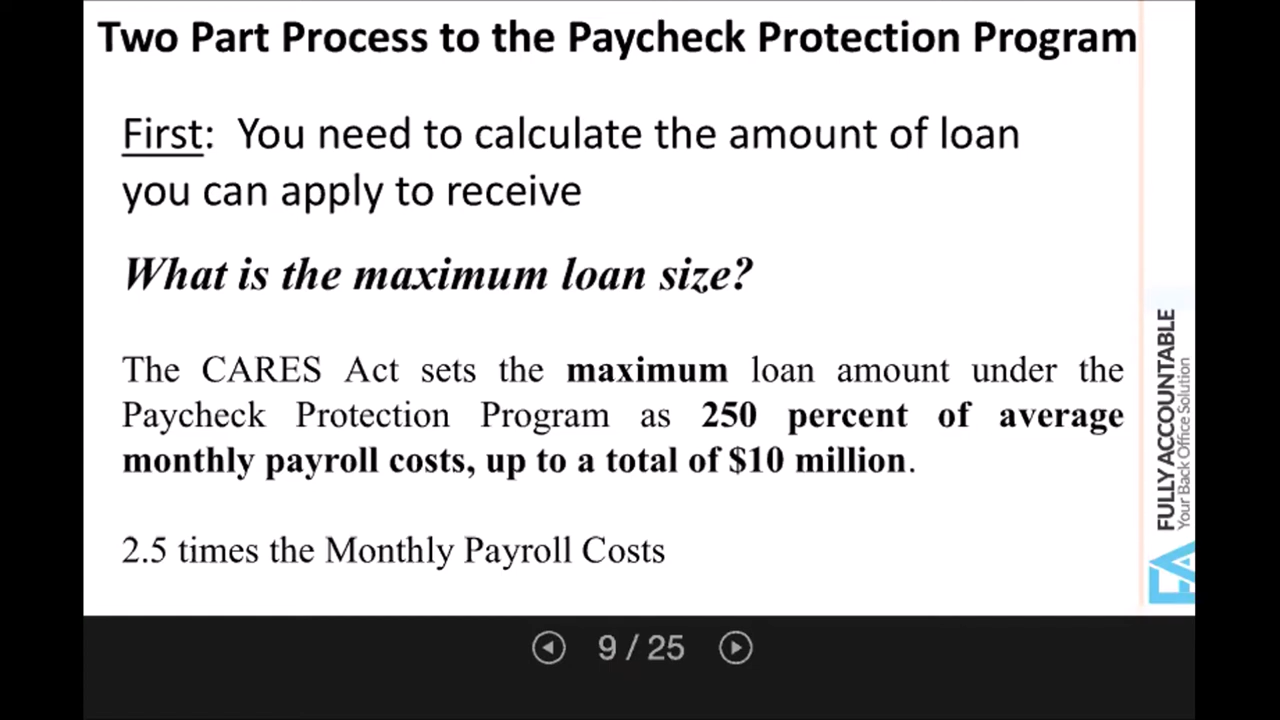 Two Part Process to the Paycheck Protection Program
First: You need to calculate the amount of loan
you can apply to receive
What is the maximum loan size?
The CARES Act sets the maximum loan amount under the
Paycheck Protection Program as 250 percent of average
monthly payroll costs, up to a total of $10 million.
2.5 times the Monthly Payroll Costs
FULLY ACCOUNTABLE
Your Back Office Solution
FA
9 / 25